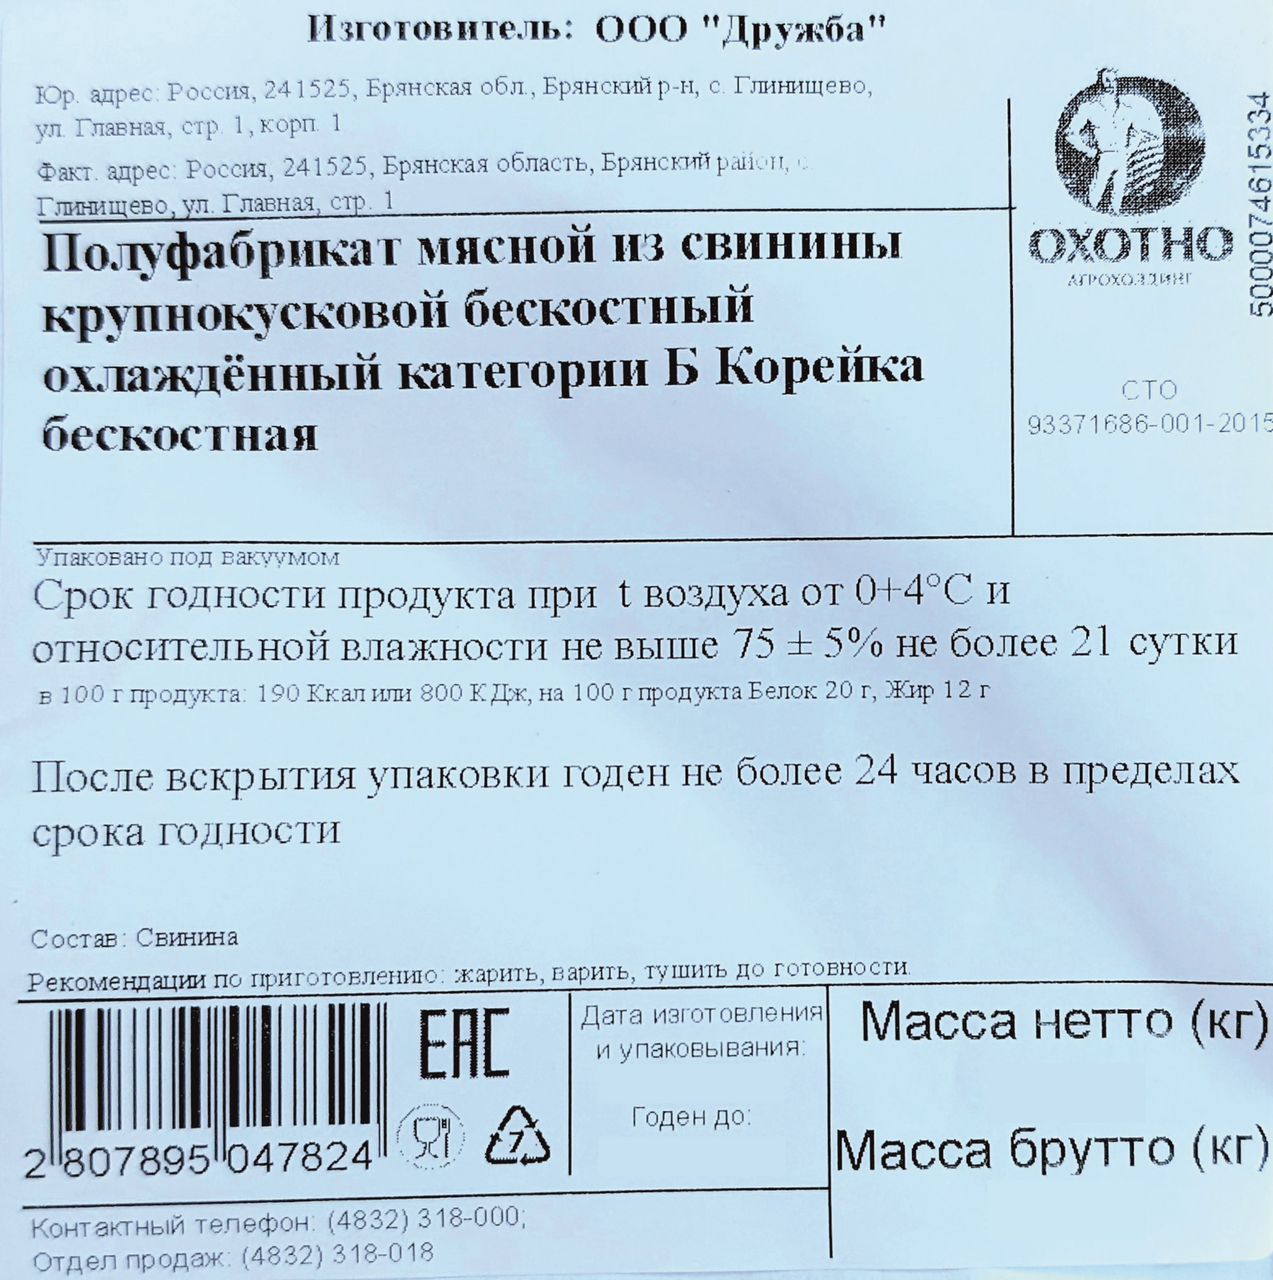 Изготовитель: ООО "Дружба"
Юр. адрес: Россия, 241525, Брянская обл., Брянский р-н, с. Глинищево,
ул. Главная, стр. 1, корп. 1
Факт. адрес: Россия, 241525, Брянская область, Брянский район, с.
Глинищево, ул. Главная, стр. 1
ОХОТНО
АГРОХОЛДИНГ
5000074615334
Полуфабрикат мясной из свинины
крупнокусковой бескостный
охлаждённый категории Б Корейка
бескостная
СТО
93371686-001-2015
Упаковано под вакуумом
Срок годности продукта при t воздуха от 0+4°С и
относительной влажности не выше 75 ± 5% не более 21 сутки
в 100 г продукта: 190 Ккал или 800 КДж, на 100 г продукта Белок 20 г, Жир 12 г
После вскрытия упаковки годен не более 24 часов в пределах
срока годности
Состав: Свинина
Рекомендации по приготовлению: жарить, варить, тушить до готовности.
2 807895 047824
ЕАС
7
Дата изготовления
и упаковывания:
Годен до:
Масса нетто (кг)
Масса брутто (кг)
Контактный телефон: (4832) 318-000;
Отдел продаж: (4832) 318-018